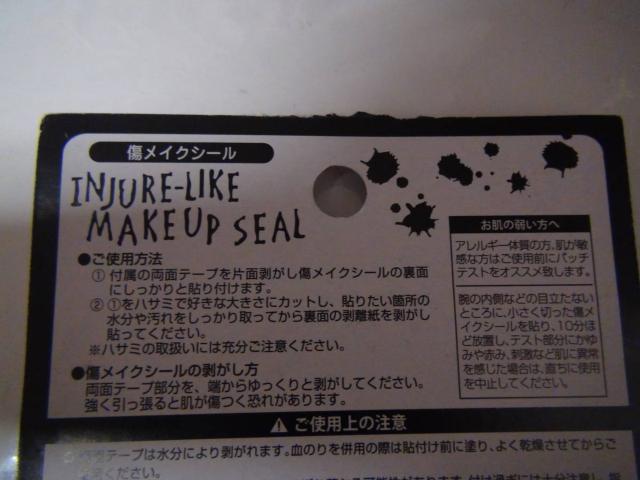 傷メイクシール
INJURE-LIKE
MAKEUP SEAL
●ご使用方法
①付属の両面テープを片面剥がし傷メイクシールの裏面
にしっかりと貼り付けます。
②①をハサミで好きな大きさにカットし、貼りたい箇所の
水分や汚れをしっかり取ってから裏面の剥離紙を剥がし
貼ってください。
※ハサミの取扱いには充分ご注意ください。
●傷メイクシールの剥がし方
両面テープ部分を、端からゆっくりと剥がしてください。
強く引っ張ると肌が傷つく恐れがあります。
お肌の弱い方へ
アレルギー体質の方、肌が敏
感な方はご使用前にパッチ
テストをオススメ致します。
腕の内側などの目立たない
ところに、小さく切った傷メ
イクシールを貼り、10分ほ
ど放置し、テスト部分にかゆ
みや赤み、刺激など肌に異常
を感じた場合は、直ちに使用
を中止してください。
ご使用上の注意
テープは水分により剥がれます。血のりを併用の際は貼付け前に塗り、よく乾燥させてからご
ください。